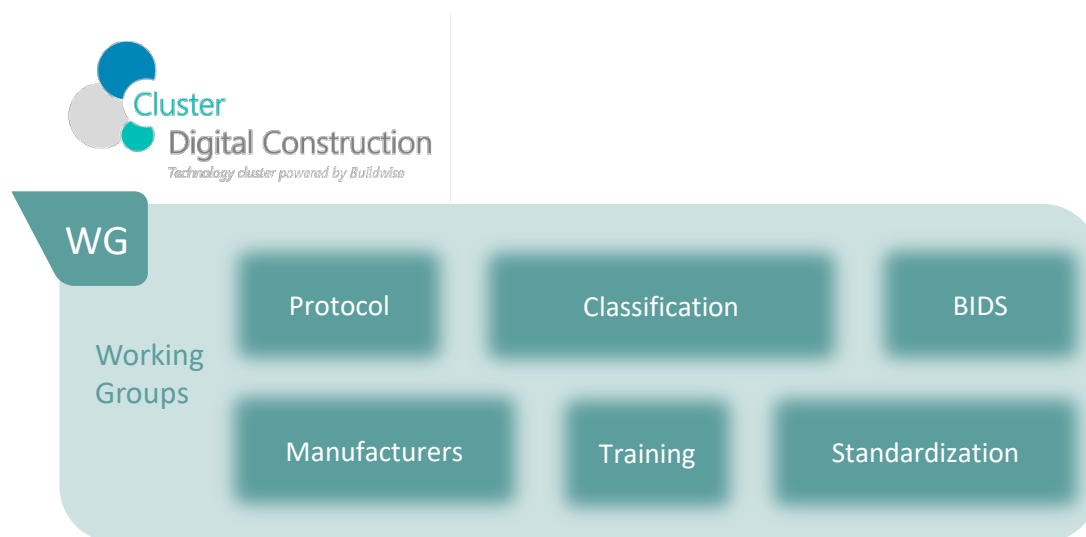 Cluster
Digital Construction
Technology cluster powered by Buildwise
WG
Working
Groups
Protocol
Classification
BIDS
Manufacturers
Training
Standardization